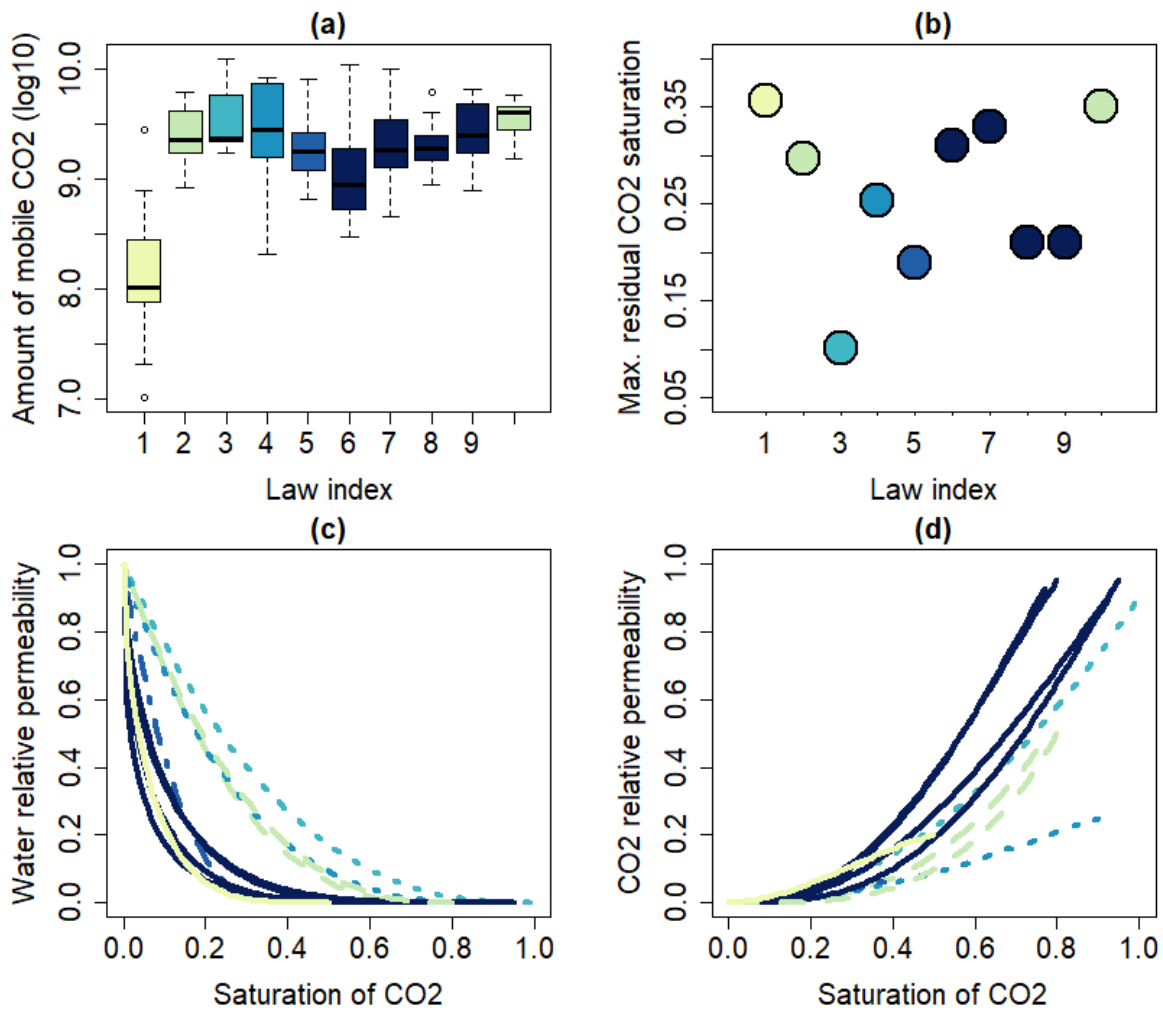 (a)
Amount of mobile CO2 (log10)
10.0
9.0
8.0
7.0
1 2 3 4 5 6 7 8 9
Law index
(b)
Max. residual CO2 saturation
0.35
0.25
0.15
0.05
1 3 5 7 9
Law index
(c)
Water relative permeability
1.0
0.8
0.6
0.4
0.2
0.0
0.0 0.2 0.4 0.6 0.8 1.0
Saturation of CO2
(d)
CO2 relative permeability
1.0
0.8
0.6
0.4
0.2
0.0
0.0 0.2 0.4 0.6 0.8 1.0
Saturation of CO2